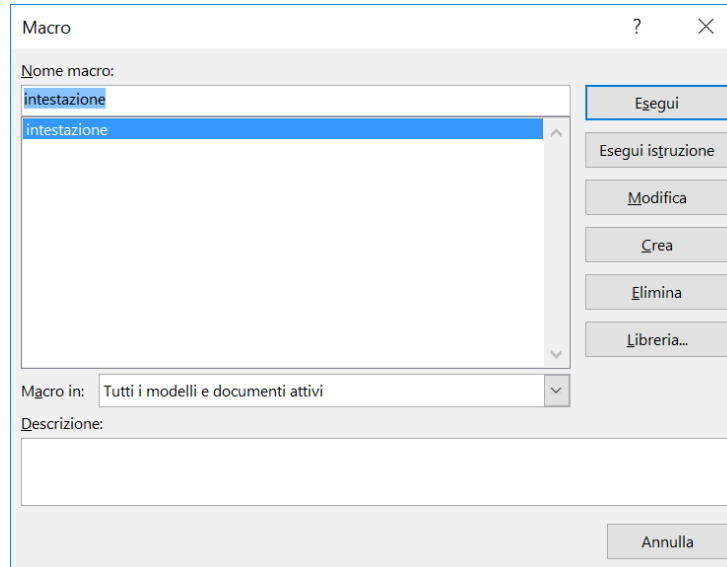 Macro
Nome macro:
intestazione
intestazione
Esegui
Esegui istruzione
Modifica
Crea
Elimina
Libreria...
Macro in: Tutti i modelli e documenti attivi
Descrizione:
Annulla